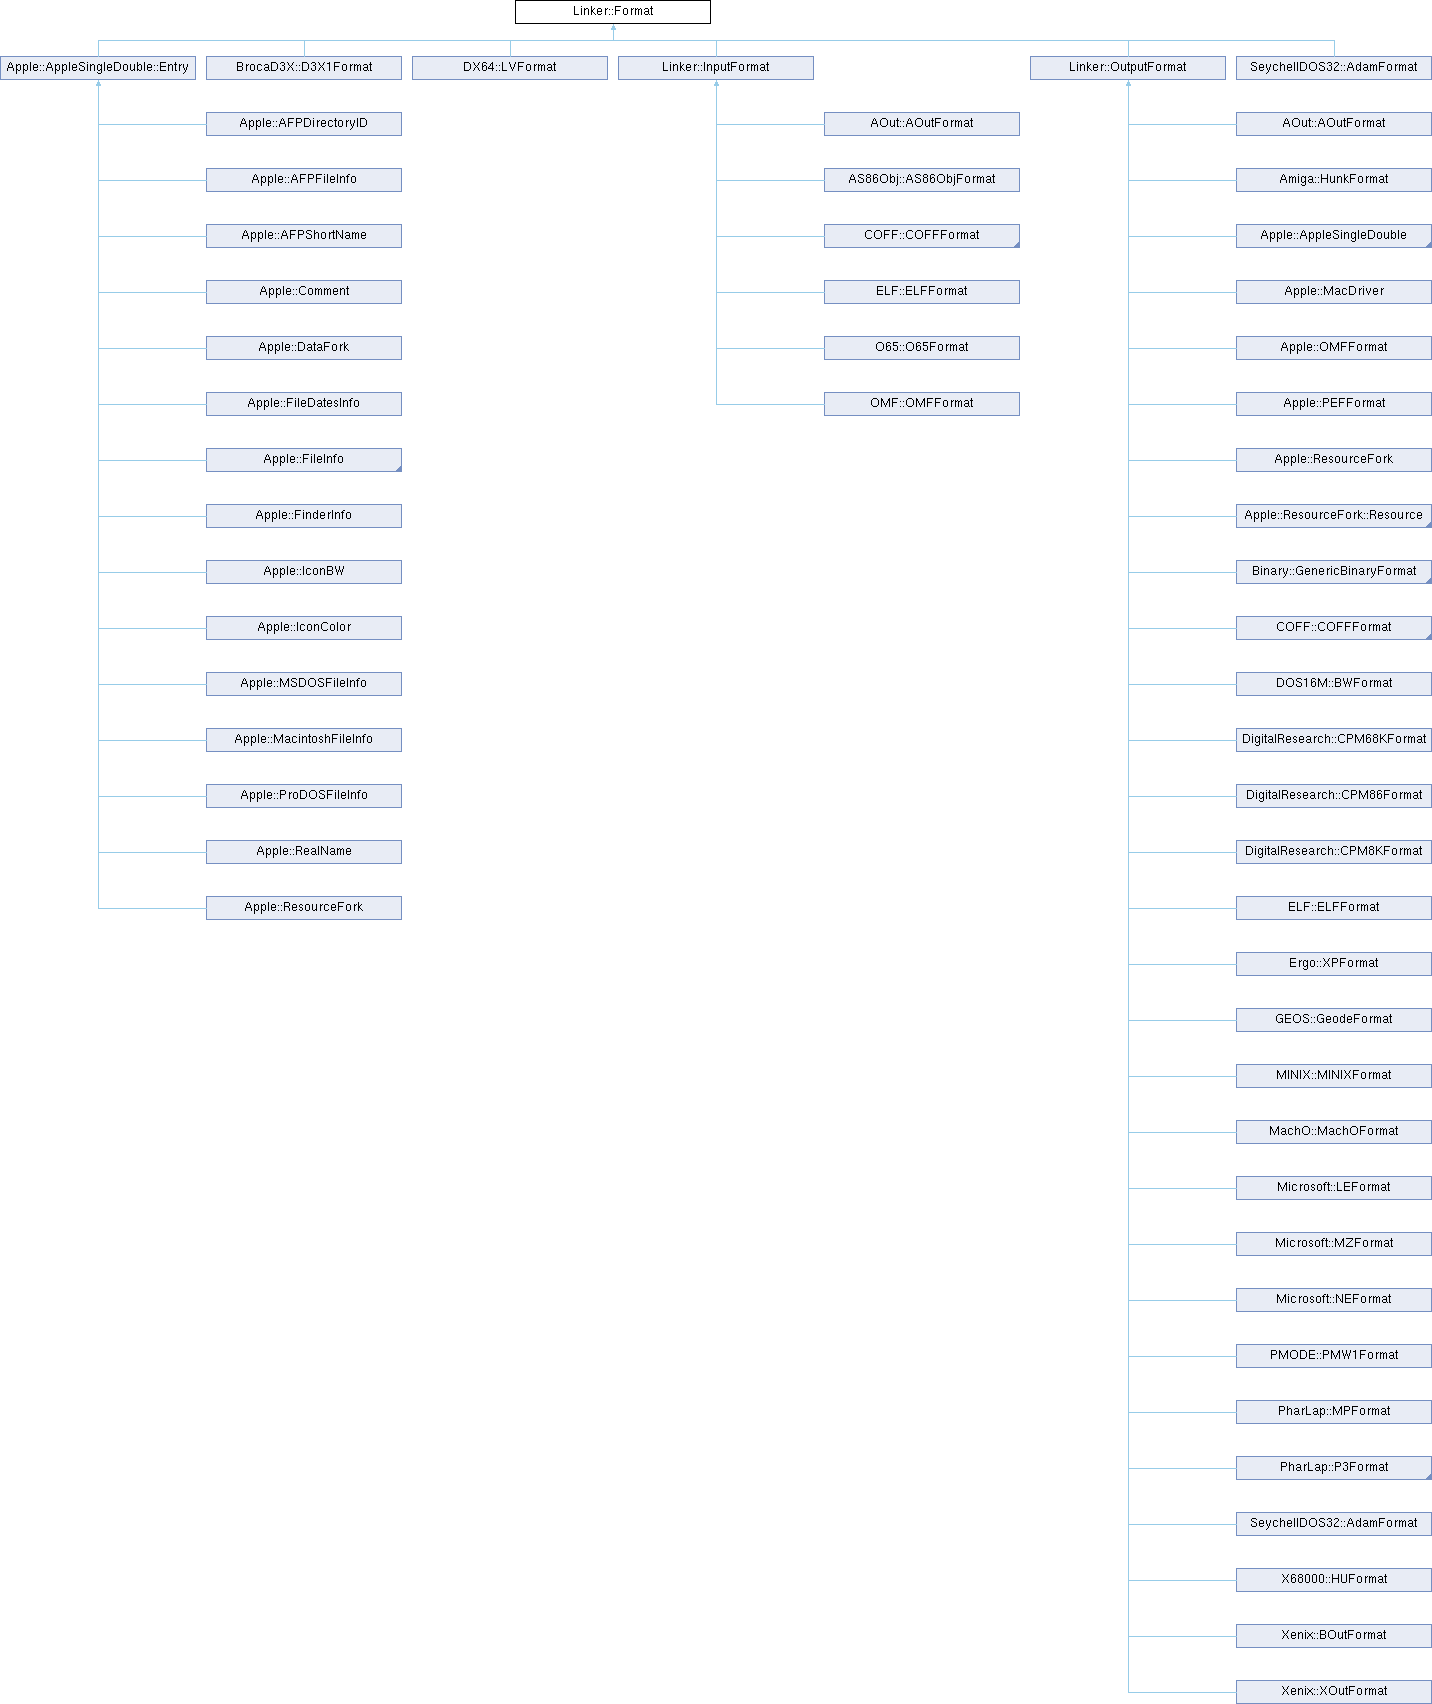 Linker::Format
Apple::AppleSingleDouble::Entry
BrocaD3X::D3X1Format
DX64::LVFormat
Linker::InputFormat
Linker::OutputFormat
SeychellDOS32::AdamFormat
Apple::AFPDirectoryID
Apple::AFPFileInfo
Apple::AFPShortName
Apple::Comment
Apple::DataFork
Apple::FileDatesInfo
Apple::FileInfo
Apple::FinderInfo
Apple::IconBW
Apple::IconColor
Apple::MSDOSFileInfo
Apple::MacintoshFileInfo
Apple::ProDOSFileInfo
Apple::RealName
Apple::ResourceFork
AOut::AOutFormat
AS86Obj::AS86ObjFormat
COFF::COFFFormat
ELF::ELFFormat
O65::O65Format
OMF::OMFFormat
AOut::AOutFormat
Amiga::HunkFormat
Apple::AppleSingleDouble
Apple::MacDriver
Apple::OMFFormat
Apple::PEFFormat
Apple::ResourceFork
Apple::ResourceFork::Resource
Binary::GenericBinaryFormat
COFF::COFFFormat
DOS16M::BWFormat
DigitalResearch::CPM68KFormat
DigitalResearch::CPM86Format
DigitalResearch::CPM8KFormat
ELF::ELFFormat
Ergo::XPFormat
GEOS::GeodeFormat
MINIX::MINIXFormat
MachO::MachOFormat
Microsoft::LEFormat
Microsoft::MZFormat
Microsoft::NEFormat
PMODE::PMW1Format
PharLap::MPFormat
PharLap::P3Format
SeychellDOS32::AdamFormat
X68000::HUFormat
Xenix::BOutFormat
Xenix::XOutFormat